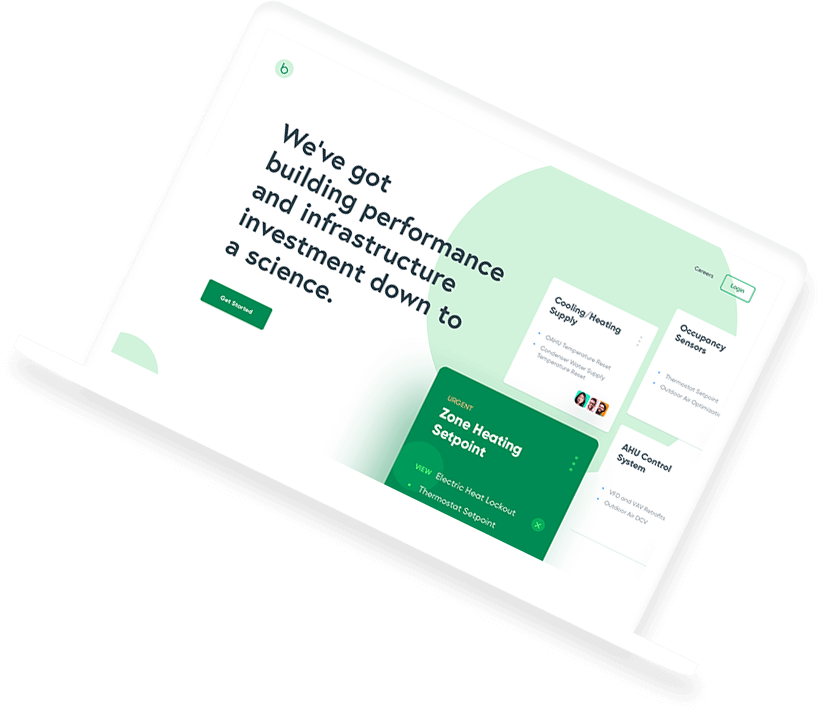 b
Careers
Login
We've got
building performance
and infrastructure
investment down to
a science.
Get Started
Cooling/Heating
Supply
OAHU Temperature Reset
Condenser Water Supply
Temperature Reset
Occupancy
Sensors
Thermostat Setpoint
Outdoor Air Optimizatio
URGENT
Zone Heating
Setpoint
VIEW Electric Heat Lockout
Thermostat Setpoint
AHU Control
System
VFD and VAV Retrofits
Outdoor Air DCV